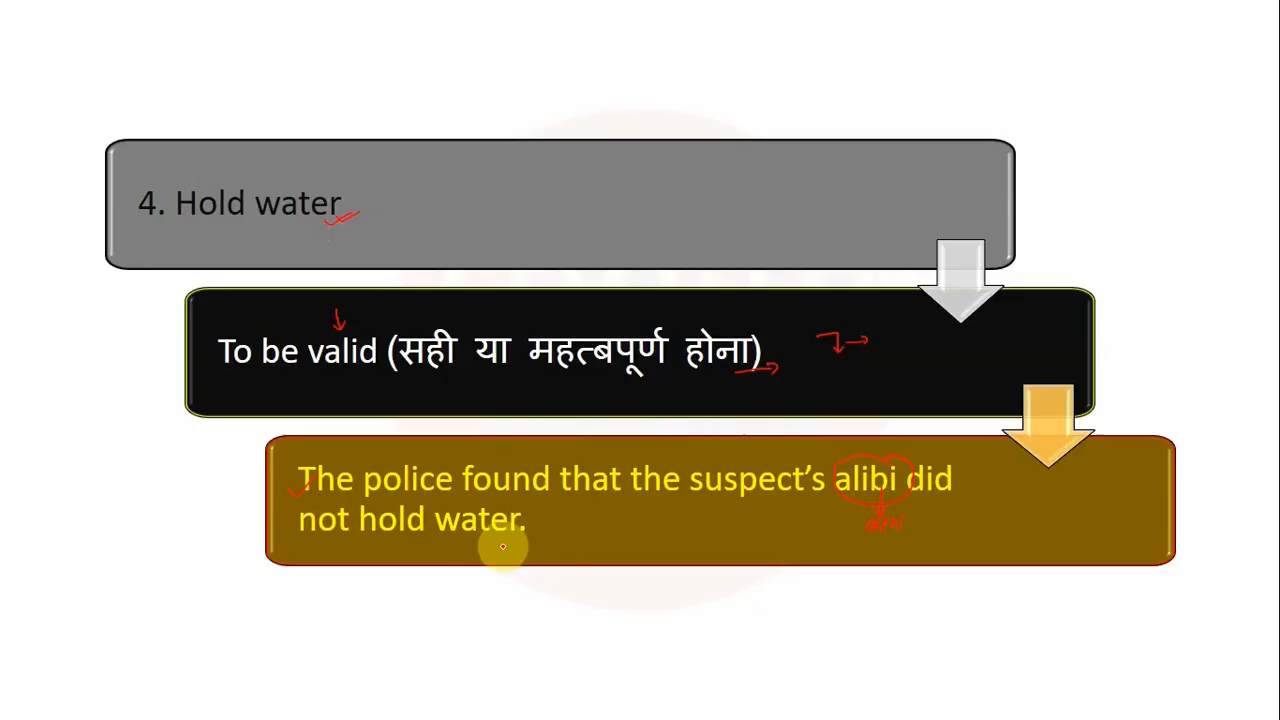 4. Hold water
To be valid (सही या महत्बपूर्ण होना)
The police found that the suspect's alibi did
not hold water.